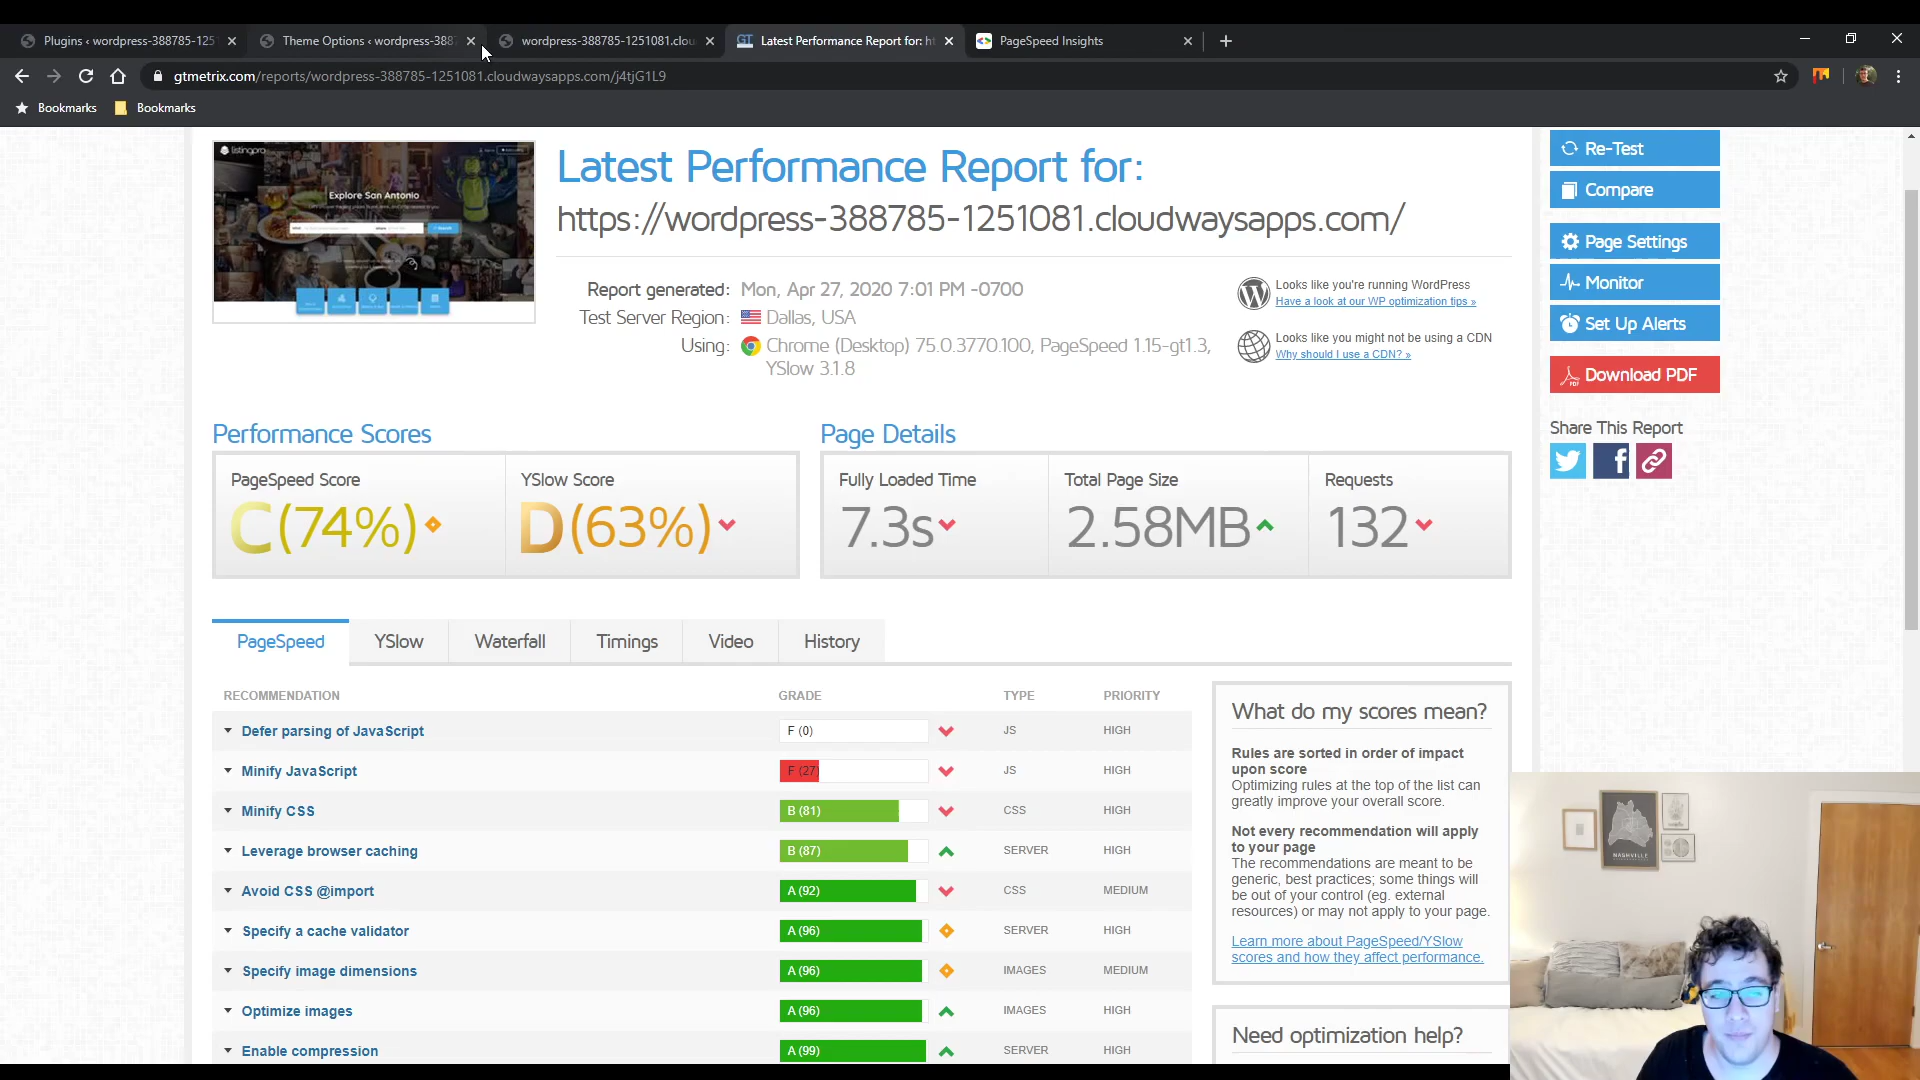 Plugins ‹ wordpress-388785-1251
Theme Options ‹ wordpress-388
wordpress-388785-1251081.clou
Latest Performance Report for: h
PageSpeed Insights
gtmetrix.com/reports/wordpress-388785-1251081.cloudwaysapps.com/j4tjG1L9
Bookmarks
Bookmarks
listingpro
Explore San Antonio
Latest Performance Report for:
https://wordpress-388785-1251081.cloudwaysapps.com/
Report generated: Mon, Apr 27, 2020 7:01 PM -0700
Test Server Region: Dallas, USA
Using: Chrome (Desktop) 75.0.3770.100, PageSpeed 1.15-gt1.3,
YSlow 3.1.8
Looks like you're running WordPress
Have a look at our WP optimization tips »
Looks like you might not be using a CDN
Why should I use a CDN? »
Re-Test
Compare
Page Settings
Monitor
Set Up Alerts
Download PDF
Share This Report
Performance Scores
PageSpeed Score
C(74%)
YSlow Score
D(63%)
Page Details
Fully Loaded Time
7.3s
Total Page Size
2.58MB
Requests
132
PageSpeed
YSlow
Waterfall
Timings
Video
History
RECOMMENDATION GRADE TYPE PRIORITY
Defer parsing of JavaScript F (0) JS HIGH
Minify JavaScript F (27) JS HIGH
Minify CSS B (81) CSS HIGH
Leverage browser caching B (87) SERVER HIGH
Avoid CSS @import A (92) CSS MEDIUM
Specify a cache validator A (96) SERVER HIGH
Specify image dimensions A (96) IMAGES MEDIUM
Optimize images A (96) IMAGES HIGH
Enable compression A (99) SERVER HIGH
What do my scores mean?
Rules are sorted in order of impact
upon score
Optimizing rules at the top of the list can
greatly improve your overall score.
Not every recommendation will apply
to your page
The recommendations are meant to be
generic, best practices; some things will
be out of your control (eg. external
resources) or may not apply to your page.
Learn more about PageSpeed/YSlow
scores and how they affect performance.
Need optimization help?
NASHVILLE